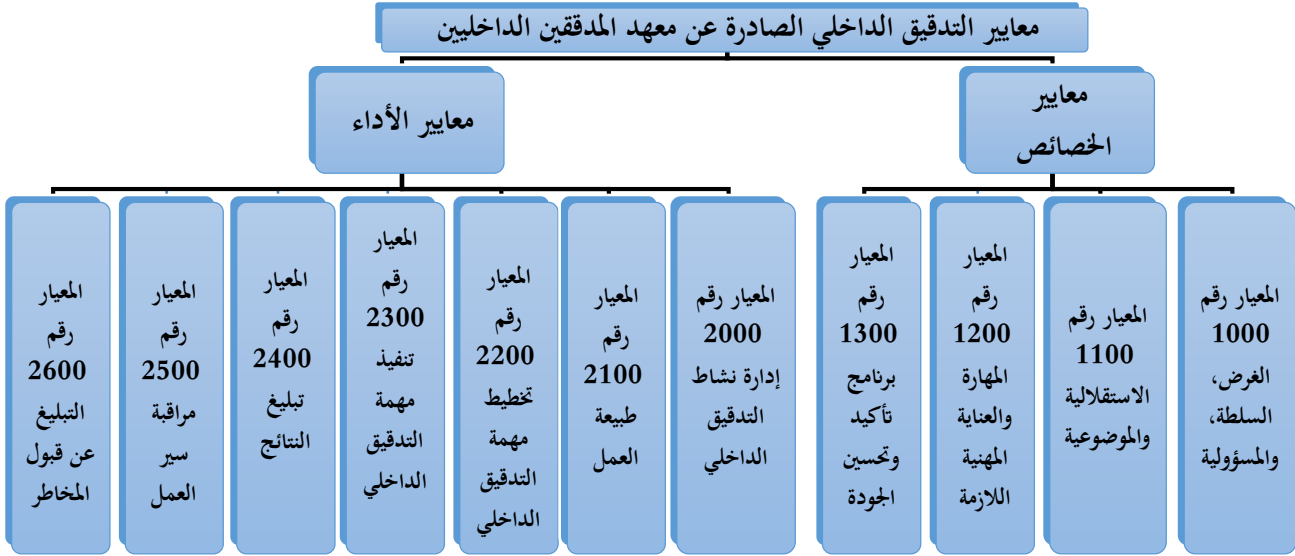 معايير التدقيق الداخلي الصادرة عن معهد المدققين الداخليين
معايير
الخصائص
معايير الأداء
المعيار رقم
1000
الغرض،
السلطة،
والمسؤولية
المعيار رقم
1100
الاستقلالية
والموضوعية
المعيار
رقم
1200
المهارة
والعناية
المهنية
اللازمة
المعيار
رقم
1300
برنامج
تأكيد
وتحسين
الجودة
المعيار رقم
2000
إدارة نشاط
التدقيق
الداخلي
المعيار
رقم
2100
طبيعة
العمل
المعيار
رقم
2200
تخطيط
مهمة
التدقيق
الداخلي
المعيار
رقم
2300
تنفيذ
مهمة
التدقيق
الداخلي
المعيار
رقم
2400
تبليغ
النتائج
المعيار
رقم
2500
مراقبة
سير
العمل
المعيار
رقم
2600
التبليغ
عن قبول
المخاطر